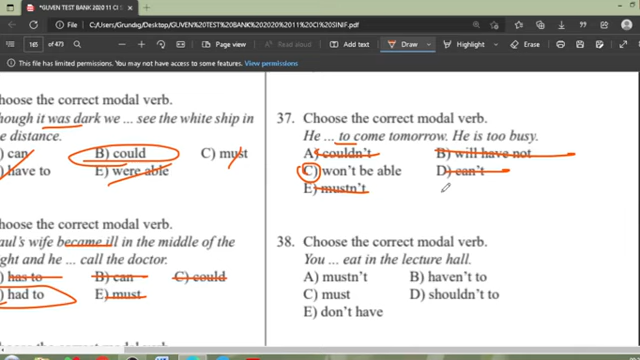 *GUVEN TEST BANK 2020 11 CI S
C:/Users/Grundig/Desktop/GUVEN%20TEST%20BANK%202020%2011%20CI%20SINIF.pdf
165 of 473
Page view
Read aloud
Add text
Draw
Highlight
Erase
This file has limited permissions. You may not have access to some features. View permissions
hoose the correct modal verb.
hough it was dark we ... see the white ship in
he distance.
) can B) could C) must
) have to E) were able
hoose the correct modal verb.
aul's wife became ill in the middle of the
ght and he ... call the doctor.
) has to B) can C) could
) had to E) must
hoose the correct modal verb.
37. Choose the correct modal verb.
He ... to come tomorrow. He is too busy.
A) couldn't B) will have not
C) won't be able D) can't
E) mustn't
38. Choose the correct modal verb.
You ... eat in the lecture hall.
A) mustn't B) haven't to
C) must D) shouldn't to
E) don't have